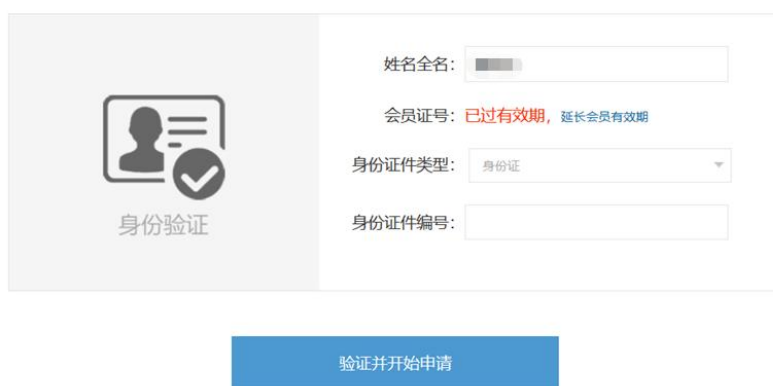 姓名全名：
会员证号：已过有效期，延长会员有效期
身份证件类型：身份证
身份验证
身份证件编号：
验证并开始申请